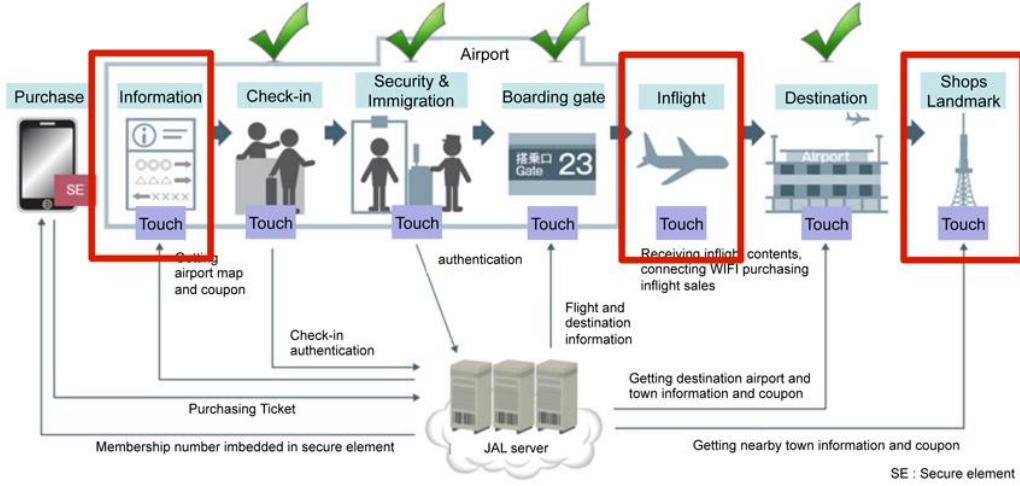 Airport
Purchase
Information
Check-in
Security &
Immigration
Boarding gate
Inflight
Destination
Shops
Landmark
SE
搭乗口
Gate 23
Airport
Touch
Touch
Touch
Touch
Touch
Touch
Touch
Getting
airport map
and coupon
authentication
Receiving inflight contents,
connecting WIFI purchasing
inflight sales
Flight and
destination
information
Check-in
authentication
Getting destination airport and
town information and coupon
Purchasing Ticket
Membership number imbedded in secure element
JAL server
Getting nearby town information and coupon
SE : Secure element